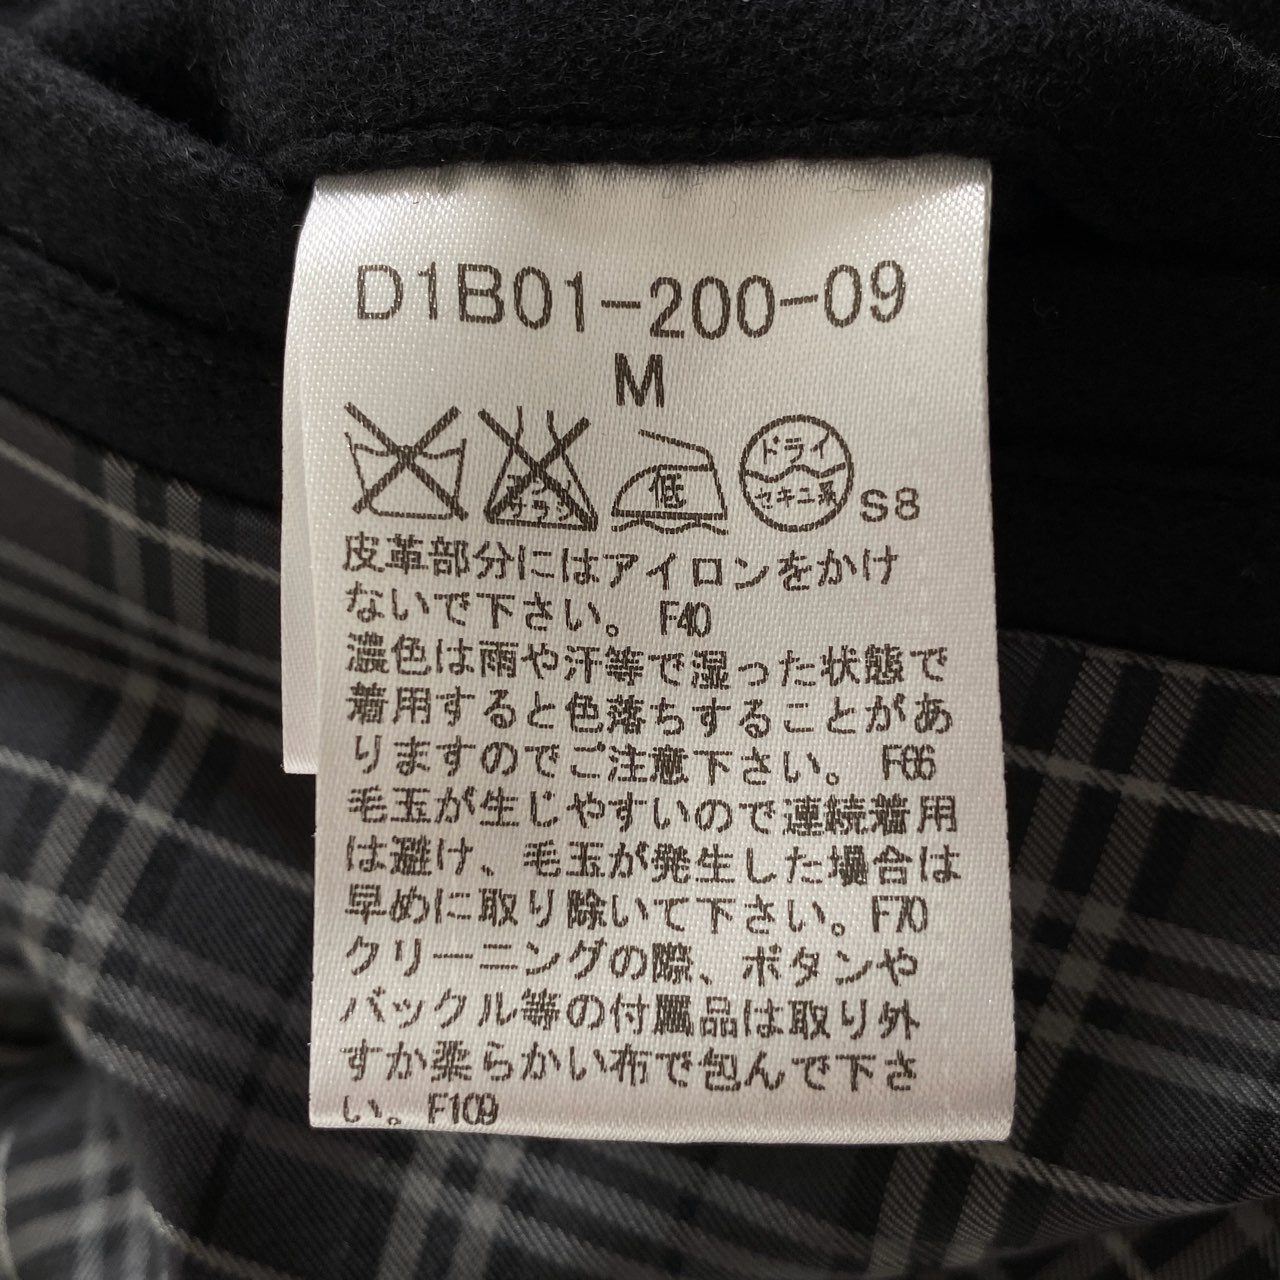 D1B01-200-09
M
低
ドライ
セキユ系
S8
皮革部分にはアイロンをかけ
ないで下さい。 F40
濃色は雨や汗等で湿った状態で
着用すると色落ちすることがあ
りますのでご注意下さい。 F66
毛玉が生じやすいので連続着用
は避け、毛玉が発生した場合は
早めに取り除いて下さい。F70
クリーニングの際、ボタンや
バックル等の付属品は取り外
すか柔らかい布で包んで下さ
い。F109